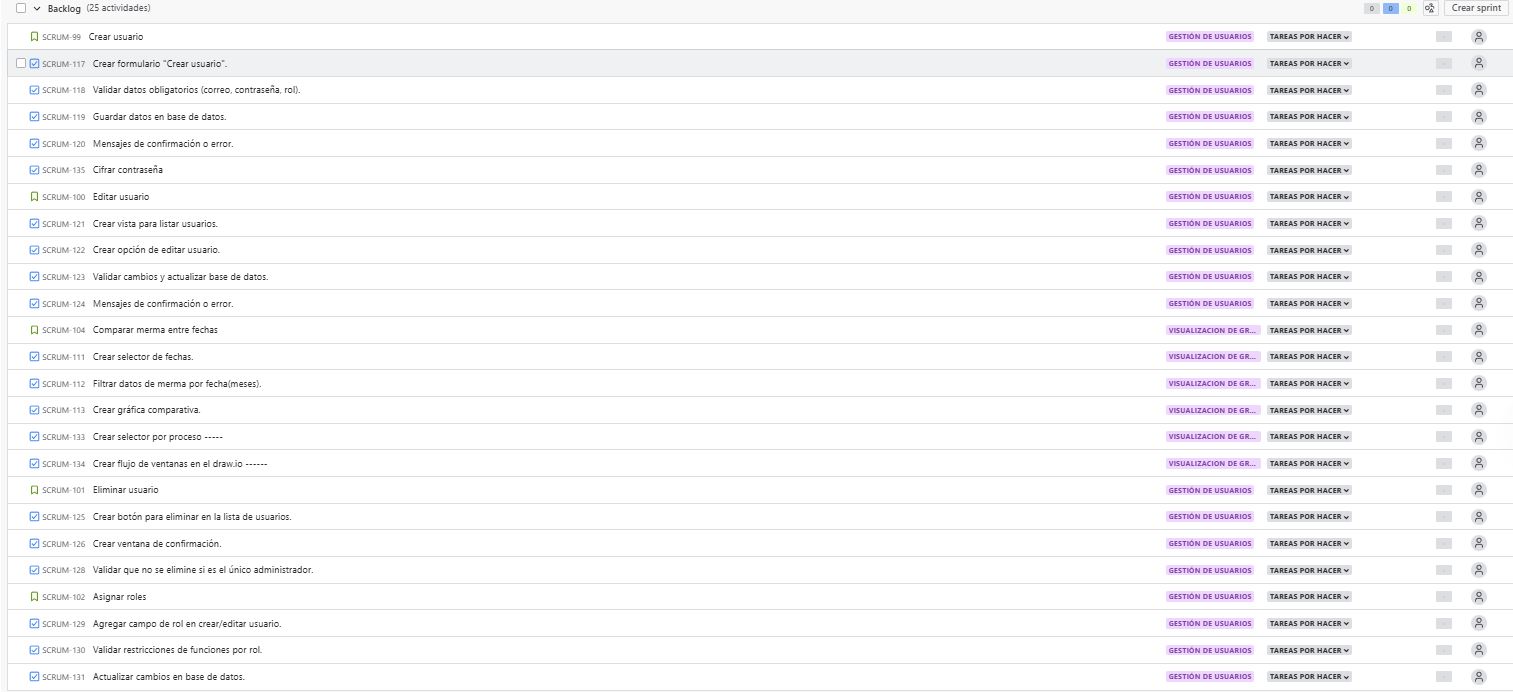 Backlog (25 actividades) 0 0 0 Crear sprint
SCRUM-99 Crear usuario GESTIÓN DE USUARIOS TAREAS POR HACER
SCRUM-117 Crear formulario "Crear usuario". GESTIÓN DE USUARIOS TAREAS POR HACER
SCRUM-118 Validar datos obligatorios (correo, contraseña, rol). GESTIÓN DE USUARIOS TAREAS POR HACER
SCRUM-119 Guardar datos en base de datos. GESTIÓN DE USUARIOS TAREAS POR HACER
SCRUM-120 Mensajes de confirmación o error. GESTIÓN DE USUARIOS TAREAS POR HACER
SCRUM-135 Cifrar contraseña GESTIÓN DE USUARIOS TAREAS POR HACER
SCRUM-100 Editar usuario GESTIÓN DE USUARIOS TAREAS POR HACER
SCRUM-121 Crear vista para listar usuarios. GESTIÓN DE USUARIOS TAREAS POR HACER
SCRUM-122 Crear opción de editar usuario. GESTIÓN DE USUARIOS TAREAS POR HACER
SCRUM-123 Validar cambios y actualizar base de datos. GESTIÓN DE USUARIOS TAREAS POR HACER
SCRUM-124 Mensajes de confirmación o error. GESTIÓN DE USUARIOS TAREAS POR HACER
SCRUM-104 Comparar merma entre fechas VISUALIZACION DE GR... TAREAS POR HACER
SCRUM-111 Crear selector de fechas. VISUALIZACION DE GR... TAREAS POR HACER
SCRUM-112 Filtrar datos de merma por fecha(meses). VISUALIZACION DE GR... TAREAS POR HACER
SCRUM-113 Crear gráfica comparativa. VISUALIZACION DE GR... TAREAS POR HACER
SCRUM-133 Crear selector por proceso ----- VISUALIZACION DE GR... TAREAS POR HACER
SCRUM-134 Crear flujo de ventanas en el draw.io ------ VISUALIZACION DE GR... TAREAS POR HACER
SCRUM-101 Eliminar usuario GESTIÓN DE USUARIOS TAREAS POR HACER
SCRUM-125 Crear botón para eliminar en la lista de usuarios. GESTIÓN DE USUARIOS TAREAS POR HACER
SCRUM-126 Crear ventana de confirmación. GESTIÓN DE USUARIOS TAREAS POR HACER
SCRUM-128 Validar que no se elimine si es el único administrador. GESTIÓN DE USUARIOS TAREAS POR HACER
SCRUM-102 Asignar roles GESTIÓN DE USUARIOS TAREAS POR HACER
SCRUM-129 Agregar campo de rol en crear/editar usuario. GESTIÓN DE USUARIOS TAREAS POR HACER
SCRUM-130 Validar restricciones de funciones por rol. GESTIÓN DE USUARIOS TAREAS POR HACER
SCRUM-131 Actualizar cambios en base de datos. GESTIÓN DE USUARIOS TAREAS POR HACER